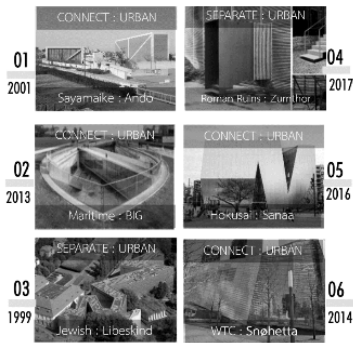 CONNECT : URBAN
01
2001
Sayamaike : Ando
SEPARATE : URBAN
04
2017
Roman Ruins : Zumthor
CONNECT : URBAN
02
2013
Maritime : BIG
CONNECT : URBAN
05
2016
Hokusai : Sanaa
SEPARATE : URBAN
03
1999
Jewish : Libeskind
CONNECT : URBAN
06
2014
WTC : Snøhetta